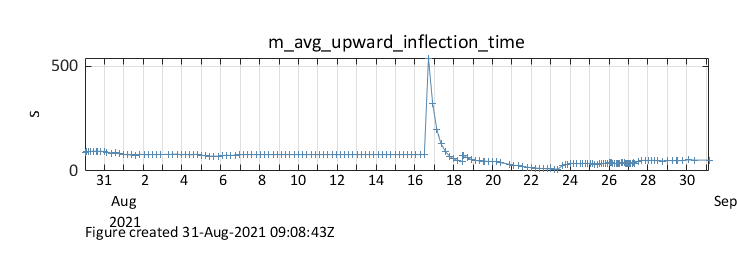 m_avg_upward_inflection_time
500
s
0
31 2 4 6 8 10 12 14 16 18 20 22 24 26 28 30
Aug Sep
2021
Figure created 31-Aug-2021 09:08:43Z